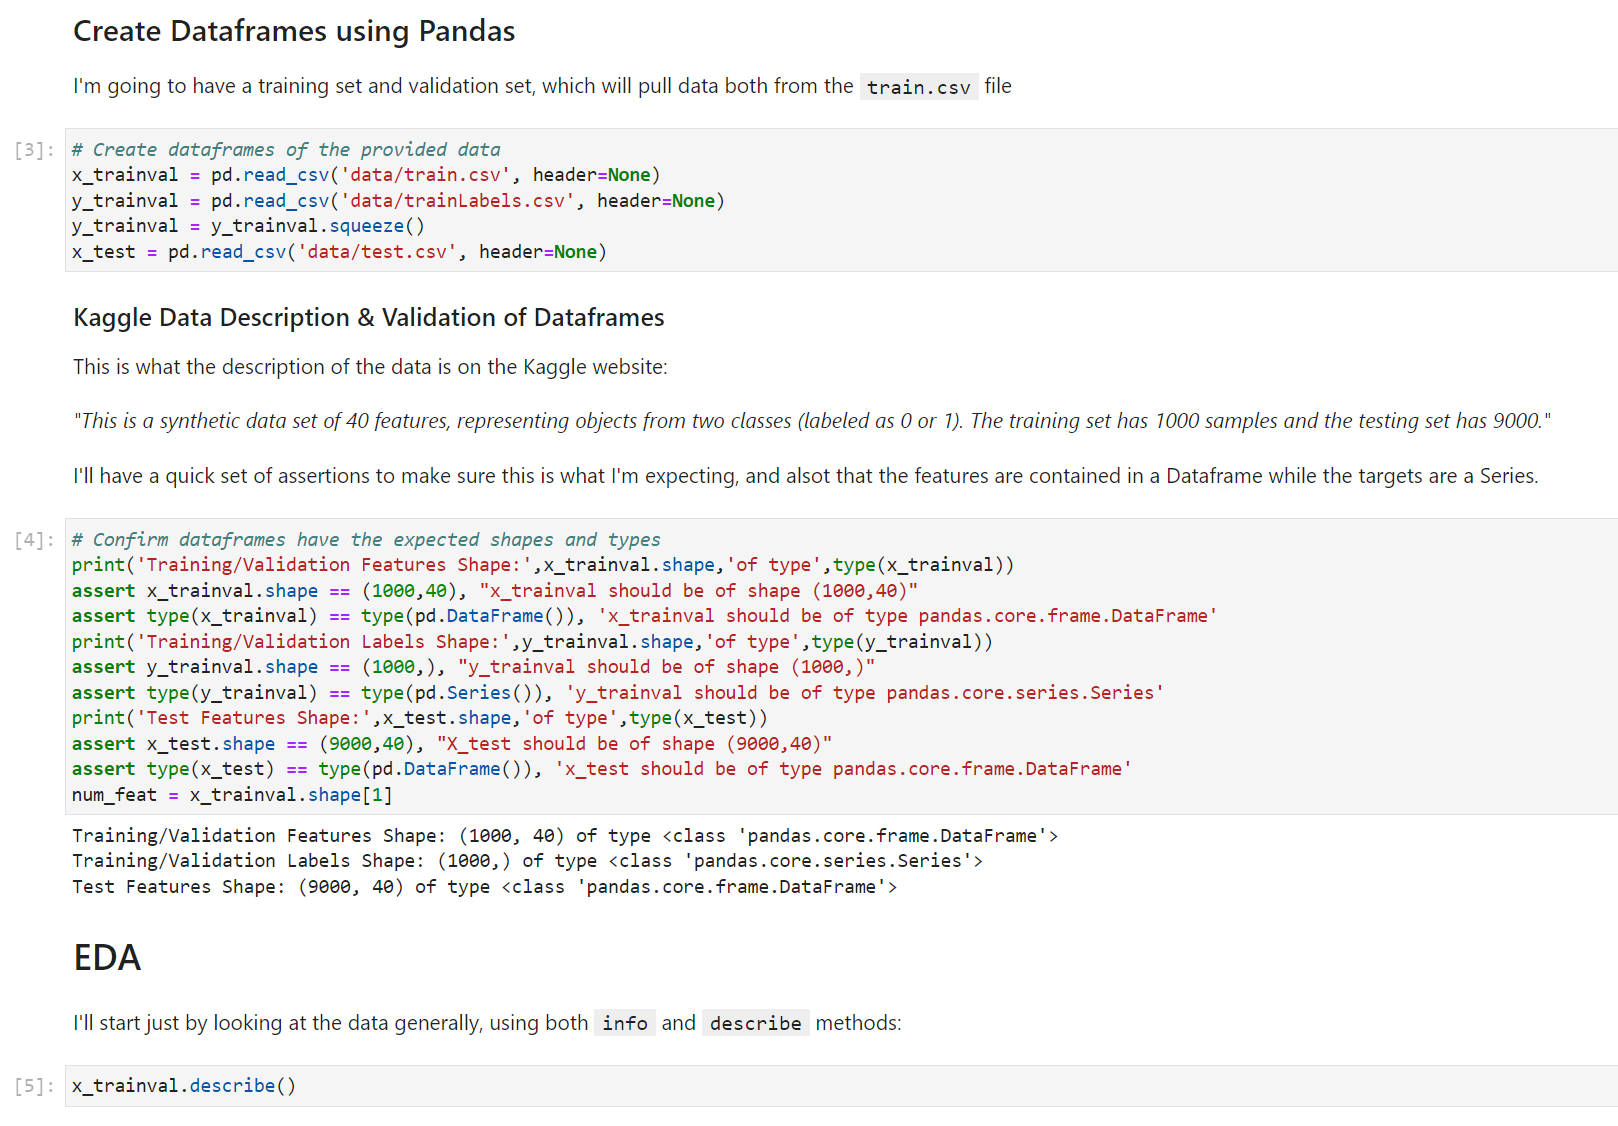 Create Dataframes using Pandas
I'm going to have a training set and validation set, which will pull data both from the train.csv file
[3]:
# Create dataframes of the provided data
x_trainval = pd.read_csv('data/train.csv', header=None)
y_trainval = pd.read_csv('data/trainLabels.csv', header=None)
y_trainval = y_trainval.squeeze()
x_test = pd.read_csv('data/test.csv', header=None)
Kaggle Data Description & Validation of Dataframes
This is what the description of the data is on the Kaggle website:
"This is a synthetic data set of 40 features, representing objects from two classes (labeled as 0 or 1). The training set has 1000 samples and the testing set has 9000."
I'll have a quick set of assertions to make sure this is what I'm expecting, and alsot that the features are contained in a Dataframe while the targets are a Series.
[4]:
# Confirm dataframes have the expected shapes and types
print('Training/Validation Features Shape:',x_trainval.shape,'of type',type(x_trainval))
assert x_trainval.shape == (1000,40), "x_trainval should be of shape (1000,40)"
assert type(x_trainval) == type(pd.DataFrame()), 'x_trainval should be of type pandas.core.frame.DataFrame'
print('Training/Validation Labels Shape:',y_trainval.shape,'of type',type(y_trainval))
assert y_trainval.shape == (1000,), "y_trainval should be of shape (1000,)"
assert type(y_trainval) == type(pd.Series()), 'y_trainval should be of type pandas.core.series.Series'
print('Test Features Shape:',x_test.shape,'of type',type(x_test))
assert x_test.shape == (9000,40), "X_test should be of shape (9000,40)"
assert type(x_test) == type(pd.DataFrame()), 'x_test should be of type pandas.core.frame.DataFrame'
num_feat = x_trainval.shape[1]
Training/Validation Features Shape: (1000, 40) of type <class 'pandas.core.frame.DataFrame'>
Training/Validation Labels Shape: (1000,) of type <class 'pandas.core.series.Series'>
Test Features Shape: (9000, 40) of type <class 'pandas.core.frame.DataFrame'>
EDA
I'll start just by looking at the data generally, using both info and describe methods:
[5]:
x_trainval.describe()